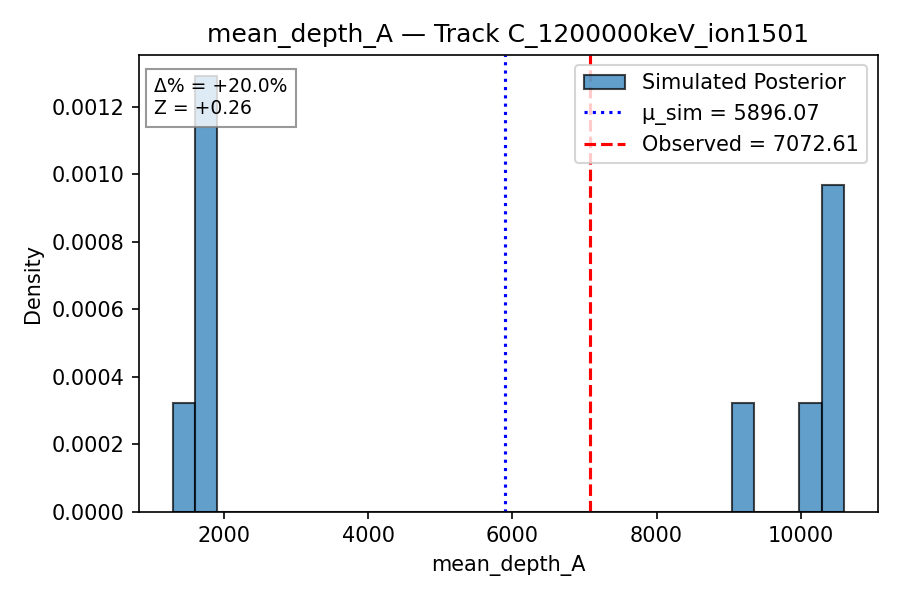 mean_depth_A — Track C_1200000keV_ion1501
Δ% = +20.0%
Z = +0.26
Simulated Posterior
μ_sim = 5896.07
Observed = 7072.61
Density
0.0012
0.0010
0.0008
0.0006
0.0004
0.0002
0.0000
2000 4000 6000 8000 10000
mean_depth_A